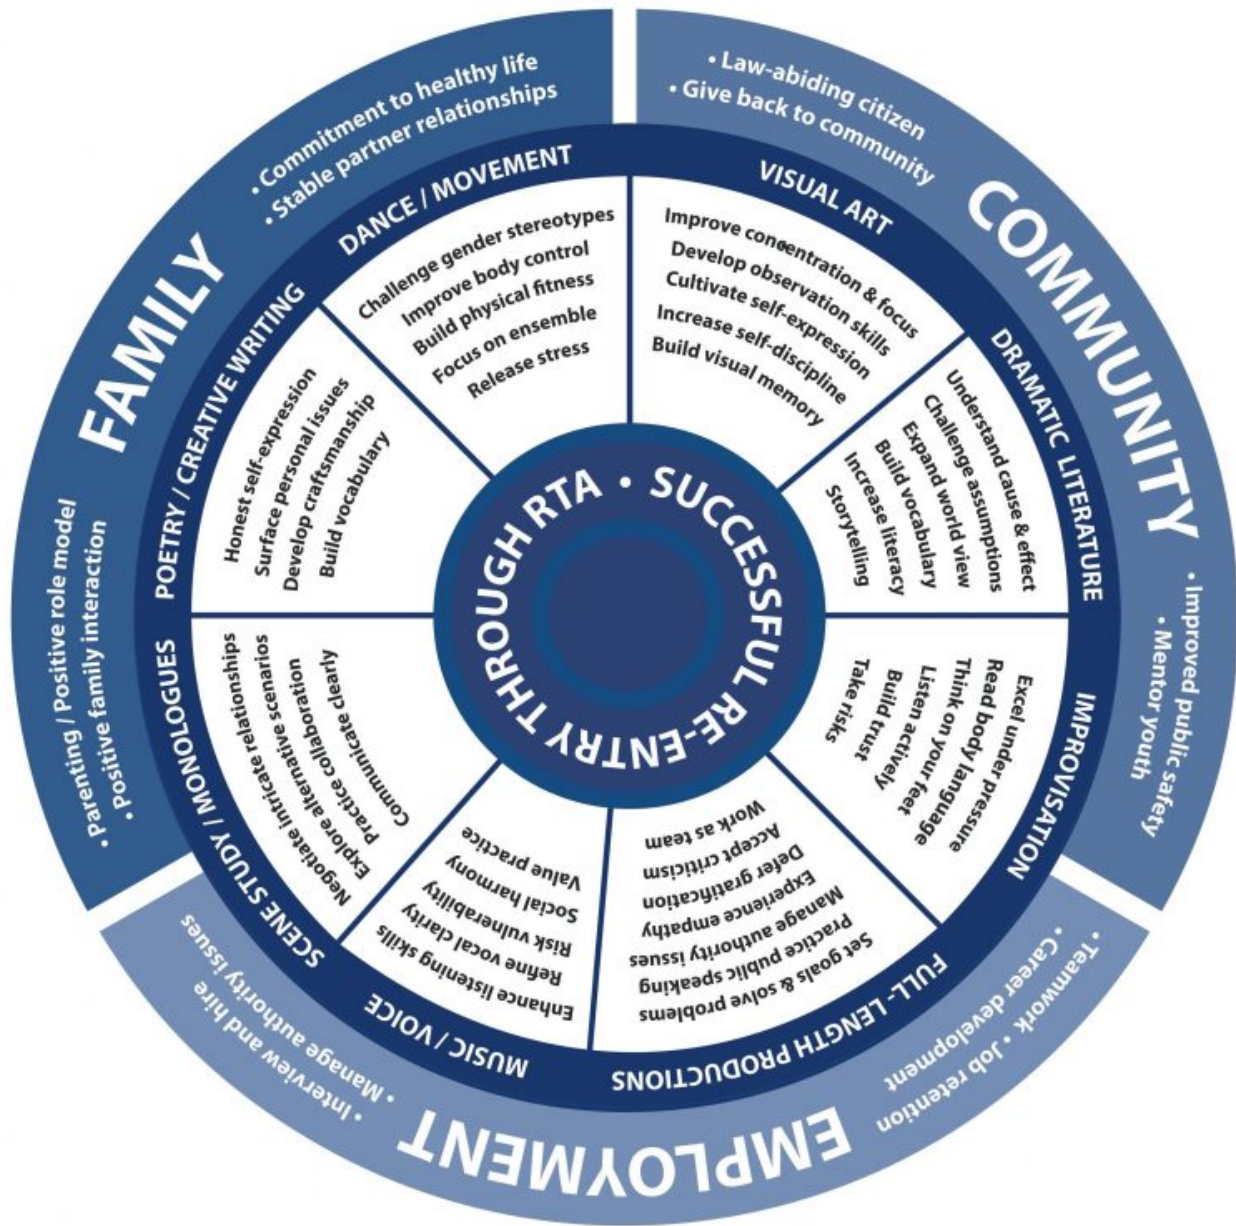 • Commitment to healthy life
• Stable partner relationships
FAMILY
• Parenting / Positive role model
• Positive family interaction
• Law-abiding citizen
• Give back to community
COMMUNITY
• Improved public safety
• Mentor youth
• Teamwork • Job retention
• Career development
EMPLOYMENT
• Interview and hire
• Manage authority issues
DANCE / MOVEMENT
Challenge gender stereotypes
Improve body control
Build physical fitness
Focus on ensemble
Release stress
VISUAL ART
Improve concentration & focus
Develop observation skills
Cultivate self-expression
Increase self-discipline
Build visual memory
DRAMATIC LITERATURE
Understand cause & effect
Challenge assumptions
Expand world view
Build vocabulary
Increase literacy
Storytelling
IMPROVISATION
Excel under pressure
Read body language
Think on your feet
Listen actively
Build trust
Take risks
FULL-LENGTH PRODUCTIONS
Set goals & solve problems
Practice public speaking
Manage authority issues
Experience empathy
Defer gratification
Accept criticism
Work as team
MUSIC / VOICE
Enhance listening skills
Refine vocal clarity
Risk vulnerability
Social harmony
Value practice
SCENE STUDY / MONOLOGUES
Negotiate intricate relationships
Explore alternative scenarios
Practice collaboration
Communicate clearly
POETRY / CREATIVE WRITING
Honest self-expression
Surface personal issues
Develop craftsmanship
Build vocabulary
SUCCESSFUL RE-ENTRY THROUGH RTA •